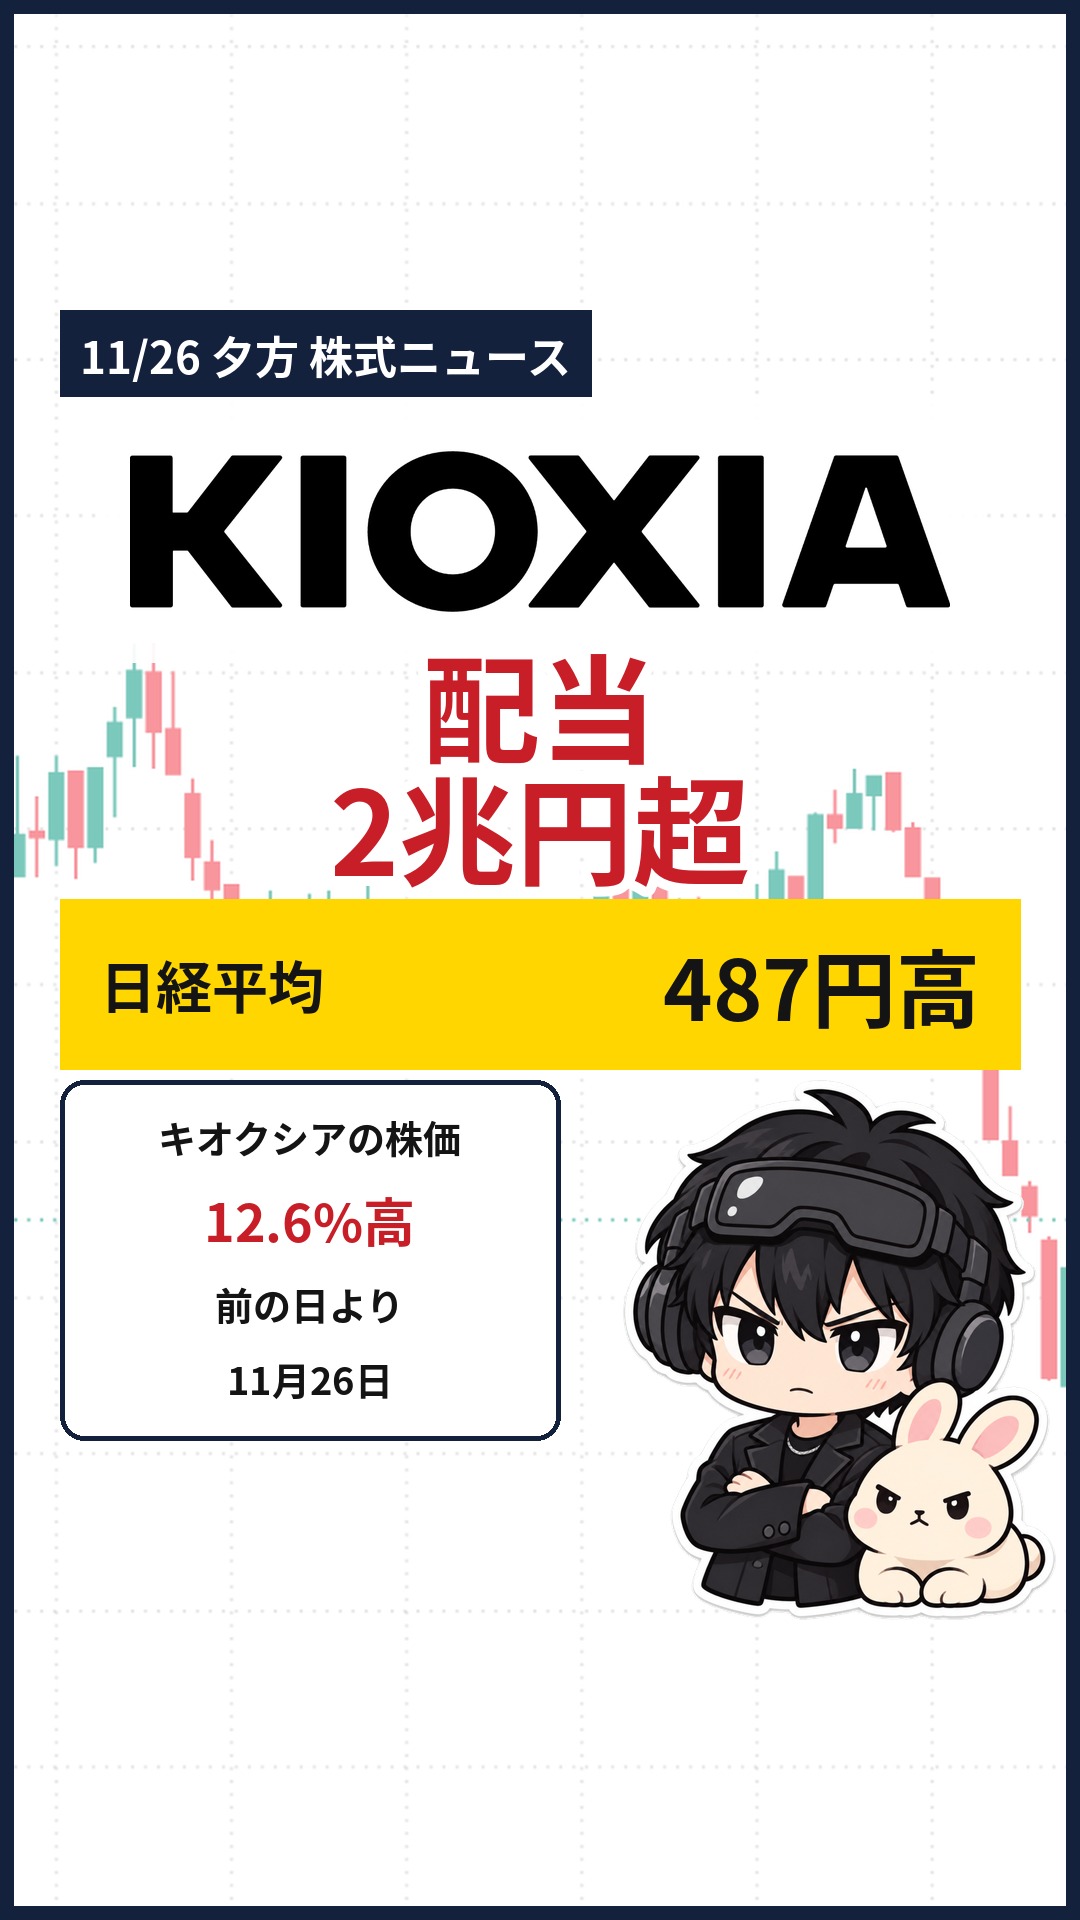 11/26 夕方 株式ニュース
KIOXIA
配当
2兆円超
日経平均
487円高
キオクシアの株価
12.6%高
前の日より
11月26日